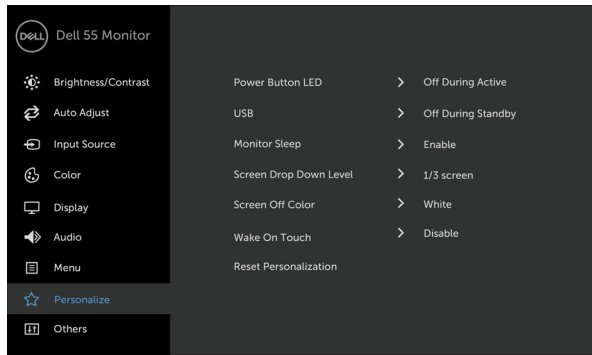 DELL Dell 55 Monitor
Brightness/Contrast
Auto Adjust
Input Source
Color
Display
Audio
Menu
Personalize
Others
Power Button LED Off During Active
USB Off During Standby
Monitor Sleep Enable
Screen Drop Down Level 1/3 screen
Screen Off Color White
Wake On Touch Disable
Reset Personalization